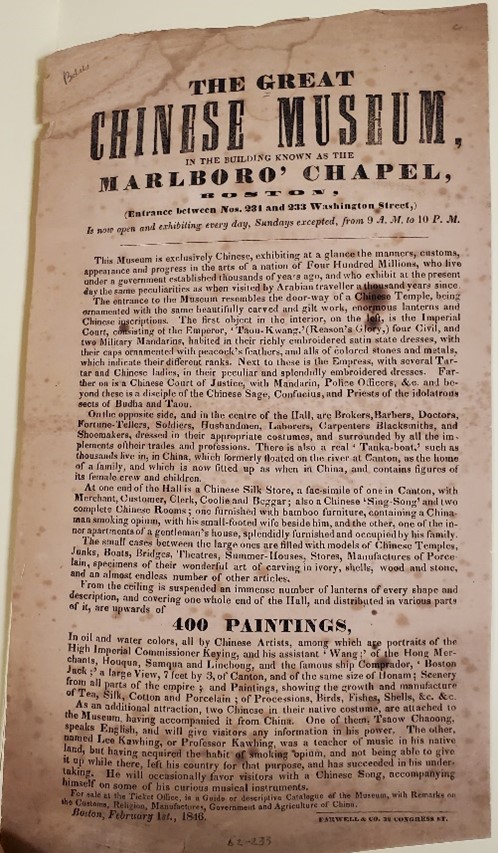 THE GREAT
CHINESE MUSEUM,
IN THE BUILDING KNOWN AS THE
MARLBORO' CHAPEL,
BOSTON,
(Entrance between Nos. 231 and 233 Washington Street,)
Is now open and exhibiting every day, Sundays excepted, from 9 A. M. to 10 P. M.
This Museum is exclusively Chinese, exhibiting at a glance the manners, customs,
appearance and progress in the arts of a nation of Four Hundred Millions, who live
under a government established thousands of years ago, and who exhibit at the present
day the same peculiarities as when visited by Arabian traveller a thousand years since.
The entrance to the Museum resembles the door-way of a Chinese Temple, being
ornamented with the same beautifully carved and gilt work, enormous lanterns and
Chinese inscriptions. The first object in the interior, on the left, is the Imperial
Court, consisting of the Emperor, 'Taou-Kwang.'(Reason's Glory,) four Civil, and
two Military Mandarins, habited in their richly embroidered satin state dresses, with
their caps ornamented with peacock's feathers, and alls of colored stones and metals,
which indicate their different ranks. Next to these is the Empress, with several Tar-
tar and Chinese ladies, in their peculiar and splendidly embroidered dresses. Far-
ther on is a Chinese Court of Justice, with Mandarin, Police Officers, &c. and be-
yond these is a disciple of the Chinese Sage, Confucius, and Priests of the idolatrous
sects of Budha and Taou.
On the opposite side, and in the centre of the Hall, are Brokers, Barbers, Doctors,
Fortune-Tellers, Soldiers, Husbandmen, Laborers, Carpenters Blacksmiths, and
Shoemakers, dressed in their appropriate costumes, and surrounded by all the im-
plements of their trades and professions. There is also a real 'Tanka-boat.' such as
thousands live in, in China, which formerly floated on the river at Canton, as the home
of a family, and which is now fitted up as when in China, and contains figures of
its female crew and children.
At one end of the Hall is a Chinese Silk Store, a fac-simile of one in Canton, with
Merchant, Customer, Clerk, Coolie and Beggar; also a Chinese 'Sing-Song' and two
complete Chinese Rooms; one furnished with bamboo furniture, containing a China-
man smoking opium, with his small-footed wife beside him, and the other, one of the in-
ner apartments of a gentleman's house, splendidly furnished and occupied by his family.
The small cases between the large ones are filled with models of Chinese Temples,
Junks, Boats, Bridges, Theatres, Summer-Houses, Stores, Manufactures of Porce-
lain, specimens of their wonderful art of carving in ivory, shells, wood and stone,
and an almost endless number of other articles.
From the ceiling is suspended an immense number of lanterns of every shape and
description, and covering one whole end of the Hall, and distributed in various parts
of it, are upwards of
400 PAINTINGS,
In oil and water colors, all by Chinese Artists, among which are portraits of the
High Imperial Commissioner Keying, and his assistant 'Wang;' of the Hong Mer-
chants, Houqua, Samqua and Linchong, and the famous ship Comprador, 'Boston
Jack;' a large View, 7 feet by 3, of Canton, and of the same size of Honam; Scenery
from all parts of the empire; and Paintings, showing the growth and manufacture
of Tea, Silk, Cotton and Porcelain; of Processions, Birds, Fishes, Shells, &c. &c.
As an additional attraction, two Chinese in their native costume, are attached to
the Museum, having accompanied it from China. One of them, Tsaow Chaoong,
speaks English, and will give visitors any information in his power. The other,
named Lee Kawhing, or Professor Kawhing, was a teacher of music in his native
land, but having acquired the habit of smoking opium, and not being able to give
it up while there, left his country for that purpose, and has succeeded in his under-
taking. He will occasionally favor visitors with a Chinese Song, accompanying
himself on some of his curious musical instruments.
For sale at the Ticket Office, is a Guide or descriptive Catalogue of the Museum, with Remarks on
the Customs, Religion, Manufactures, Government and Agriculture of China.
Boston, February 1st., 1846.
FARWELL & CO. 32 CONGRESS ST.
62-235